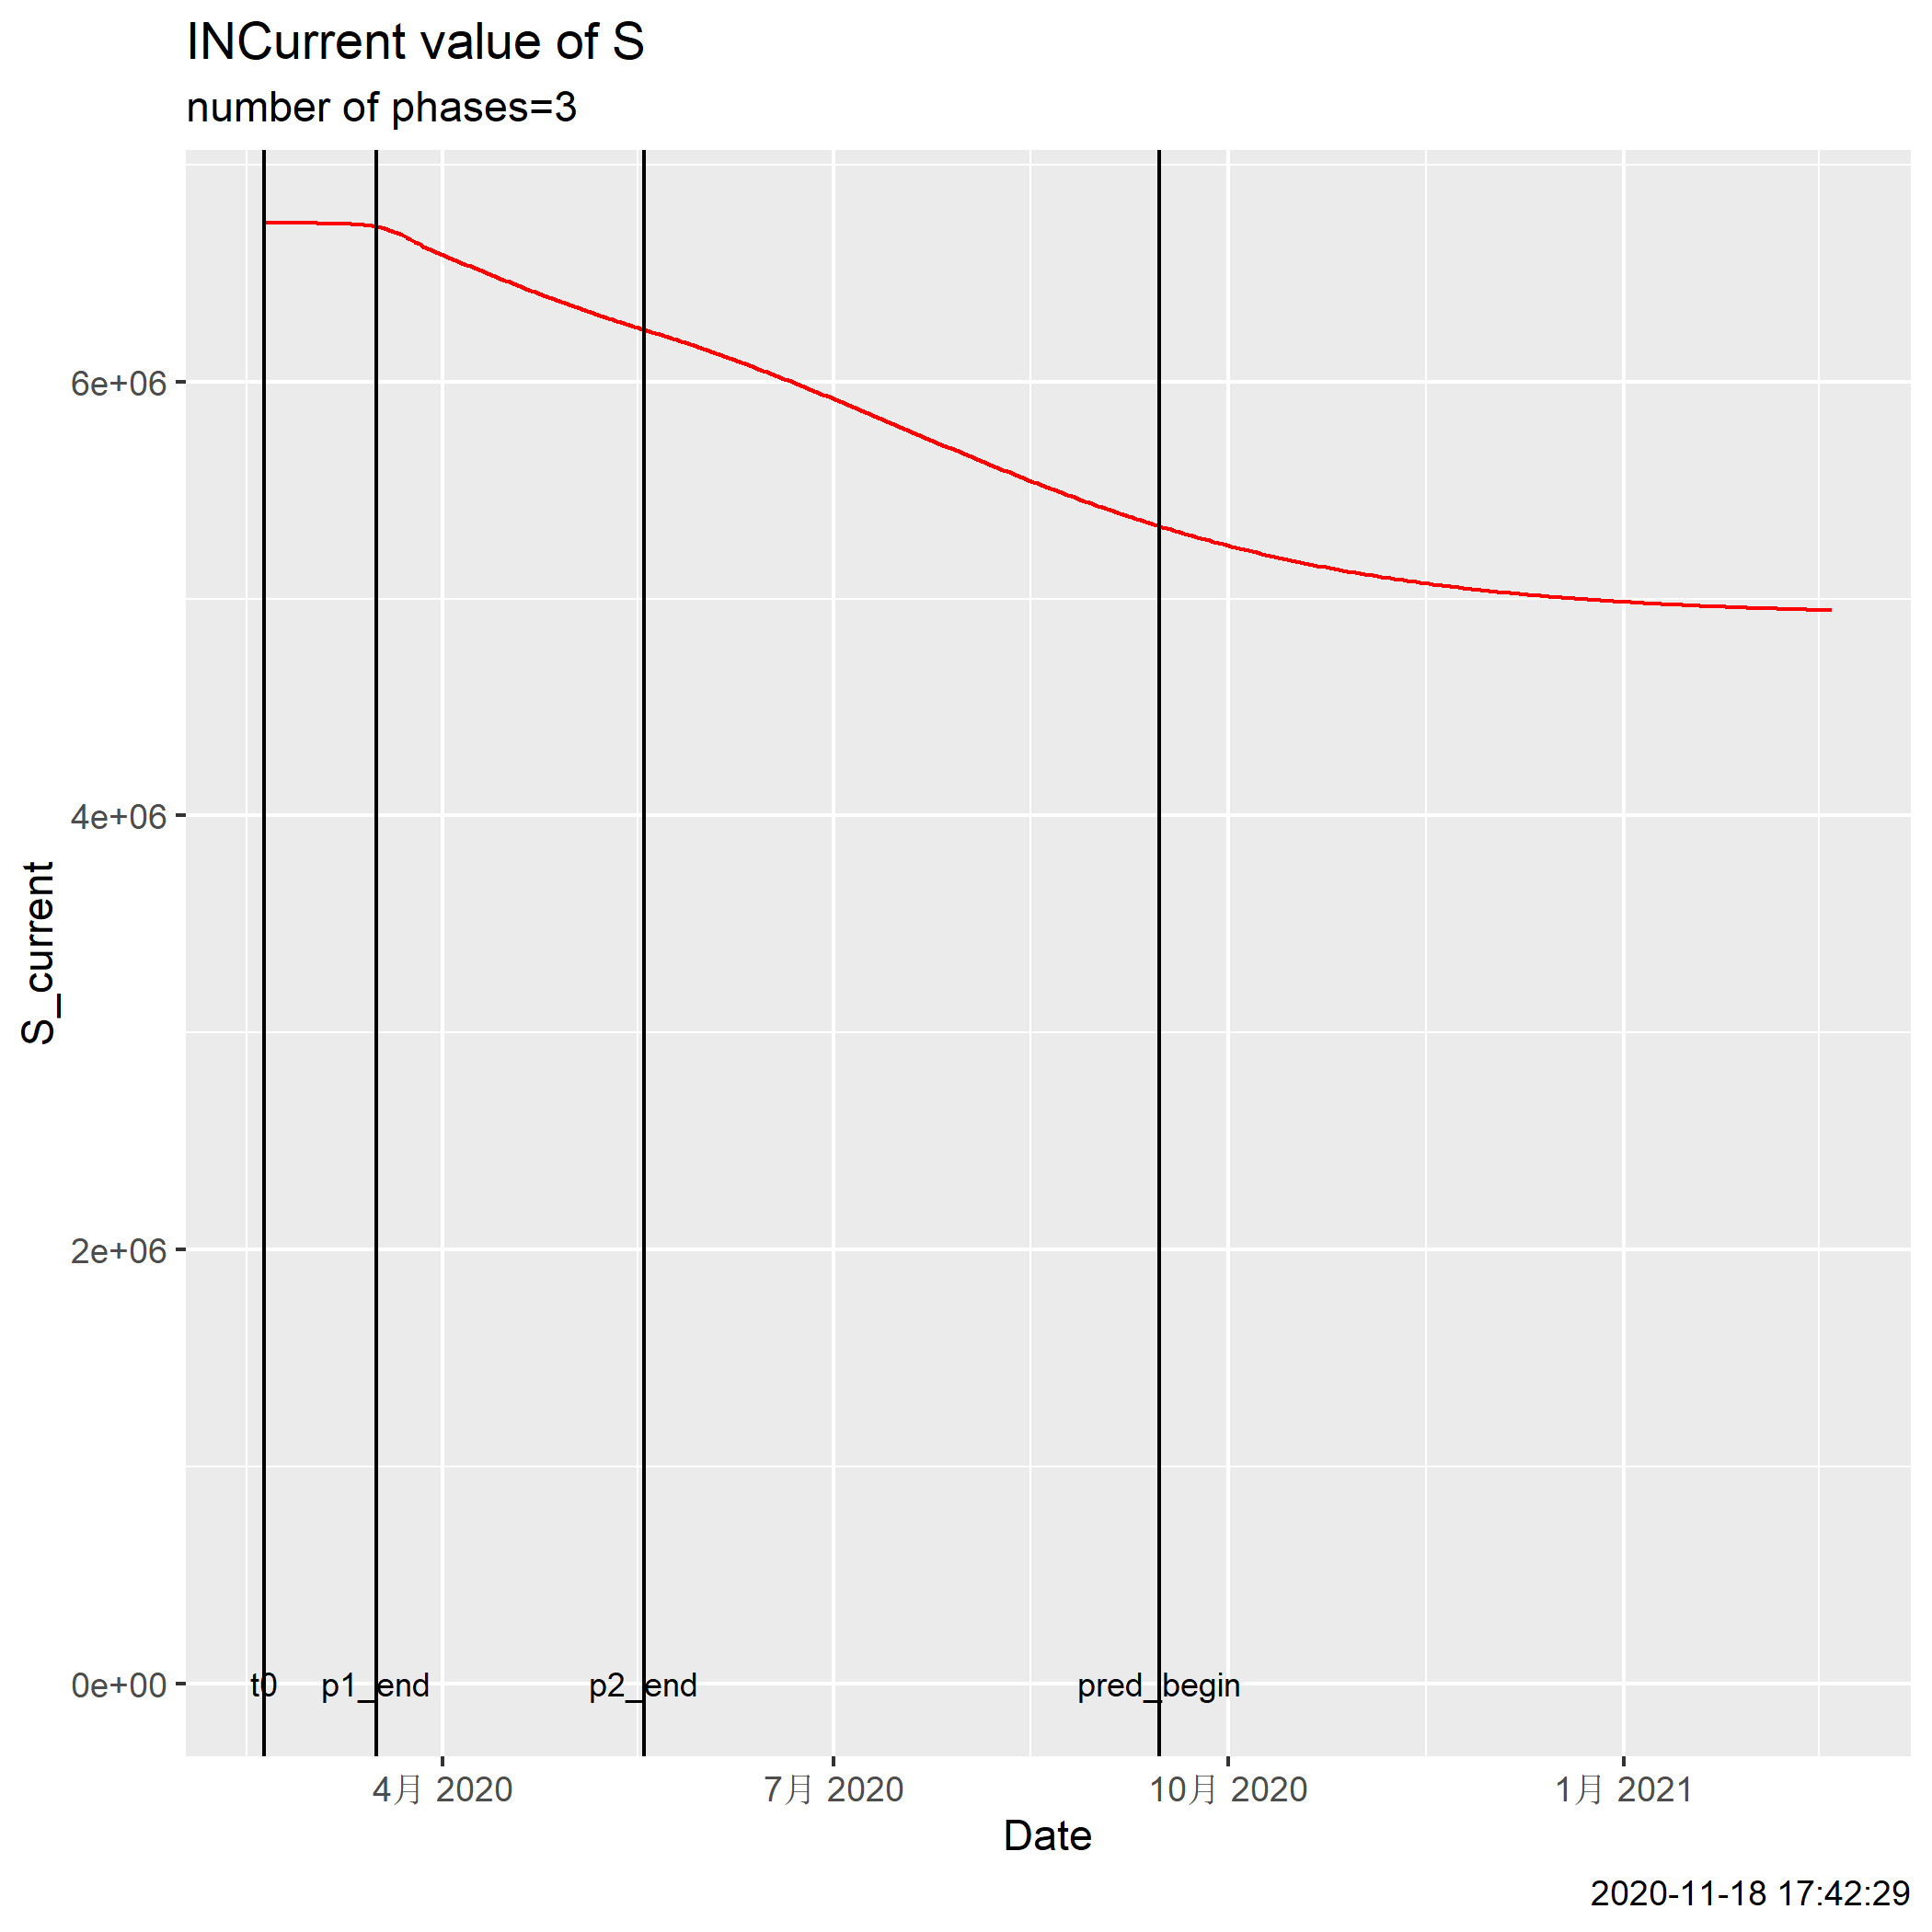 INCurrent value of S
number of phases=3
6e+06
4e+06
2e+06
0e+00
S_current
t0
p1_end
p2_end
pred_begin
4月 2020
7月 2020
10月 2020
1月 2021
Date
2020-11-18 17:42:29